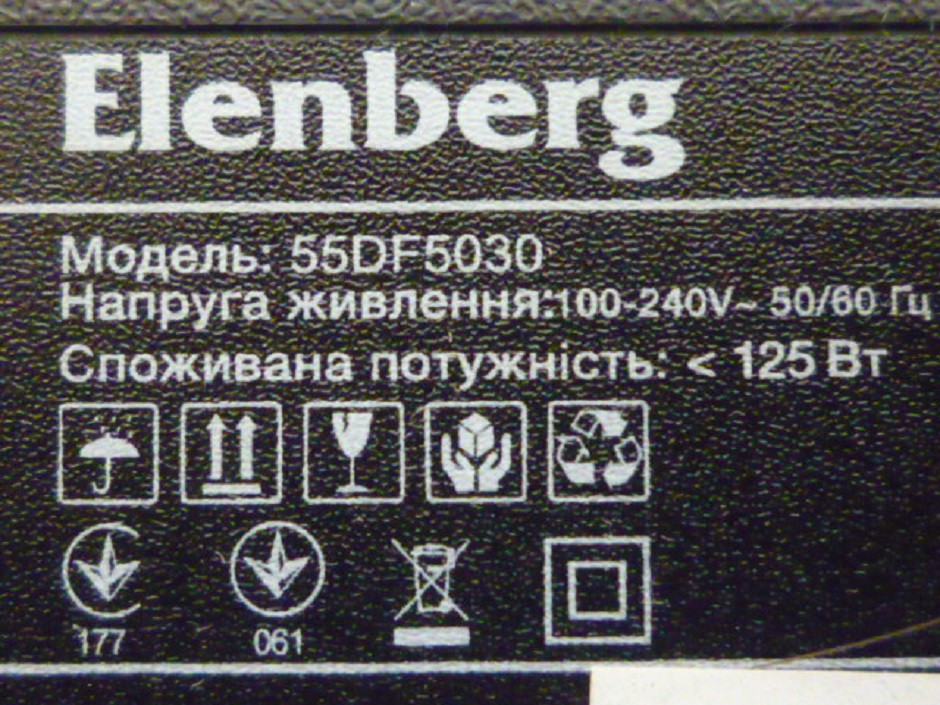 Elenberg
Модель: 55DF5030
Напруга живлення:100-240V~ 50/60 Гц
Споживана потужність: < 125 Вт
177 061